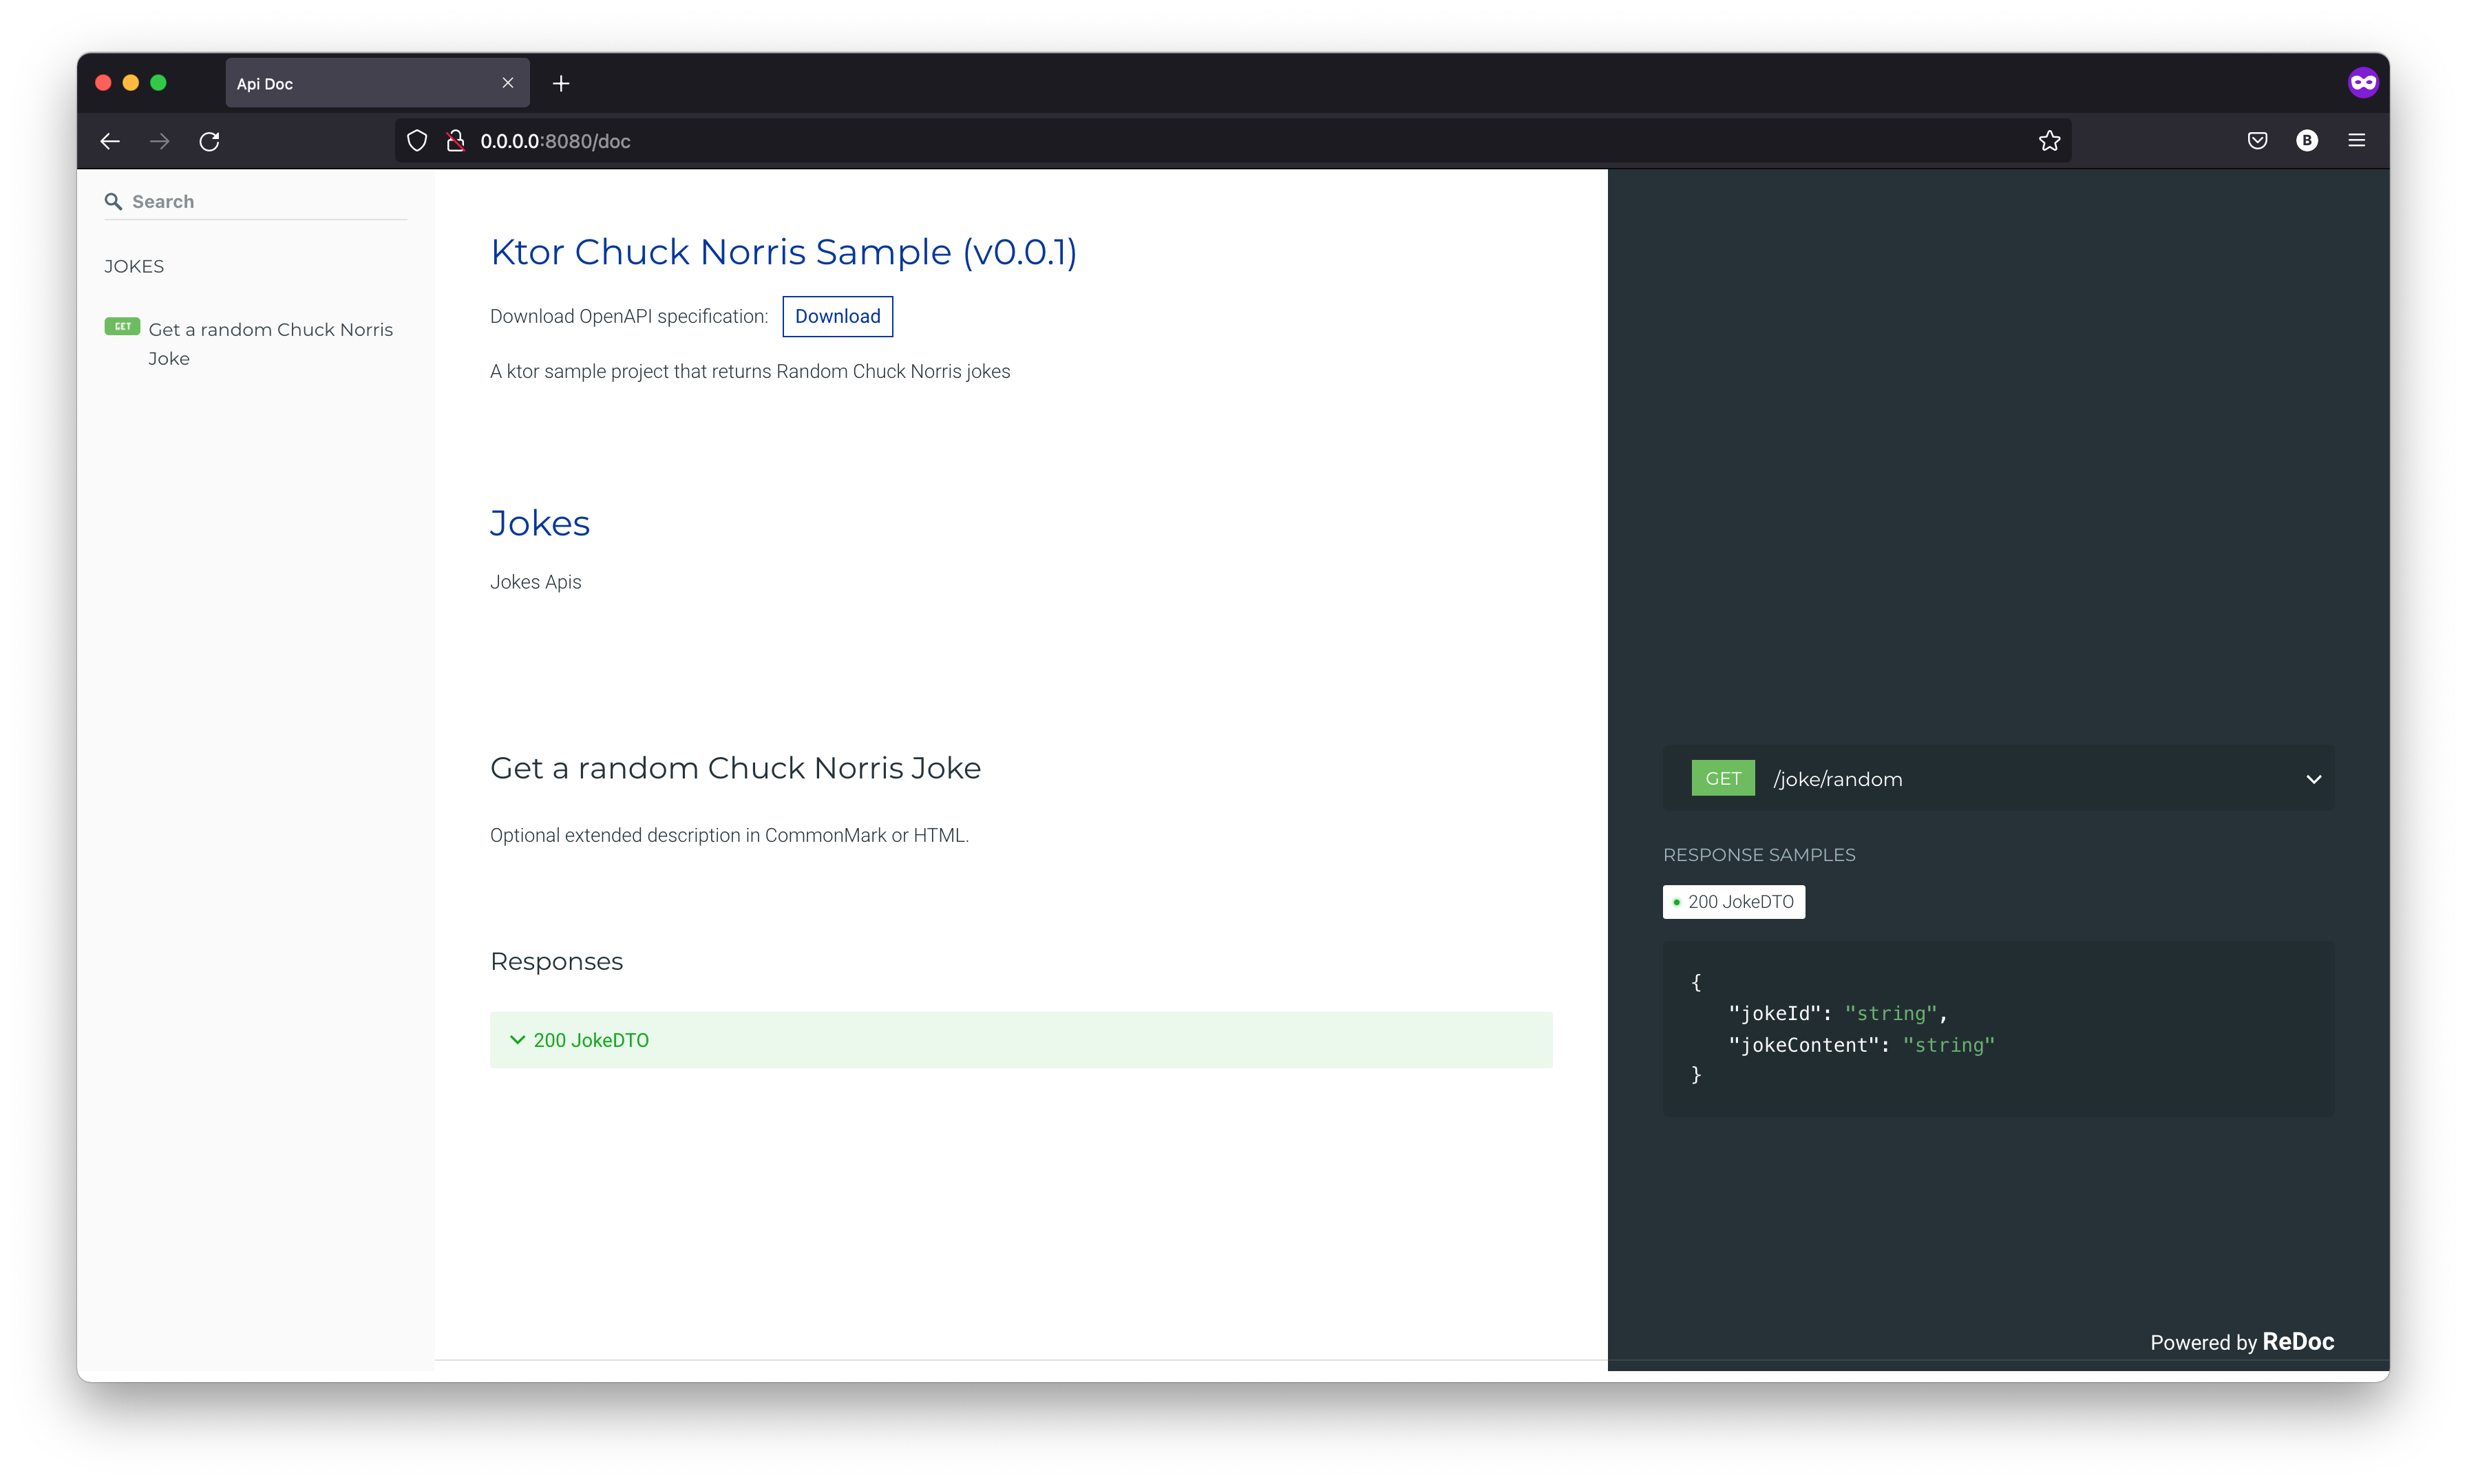 Api Doc
0.0.0.0:8080/doc
B
Search
JOKES
GET Get a random Chuck Norris
Joke
Ktor Chuck Norris Sample (v0.0.1)
Download OpenAPI specification: Download
A ktor sample project that returns Random Chuck Norris jokes
Jokes
Jokes Apis
Get a random Chuck Norris Joke
Optional extended description in CommonMark or HTML.
Responses
200 JokeDTO
GET /joke/random
RESPONSE SAMPLES
200 JokeDTO
{
"jokeId": "string",
"jokeContent": "string"
}
Powered by ReDoc